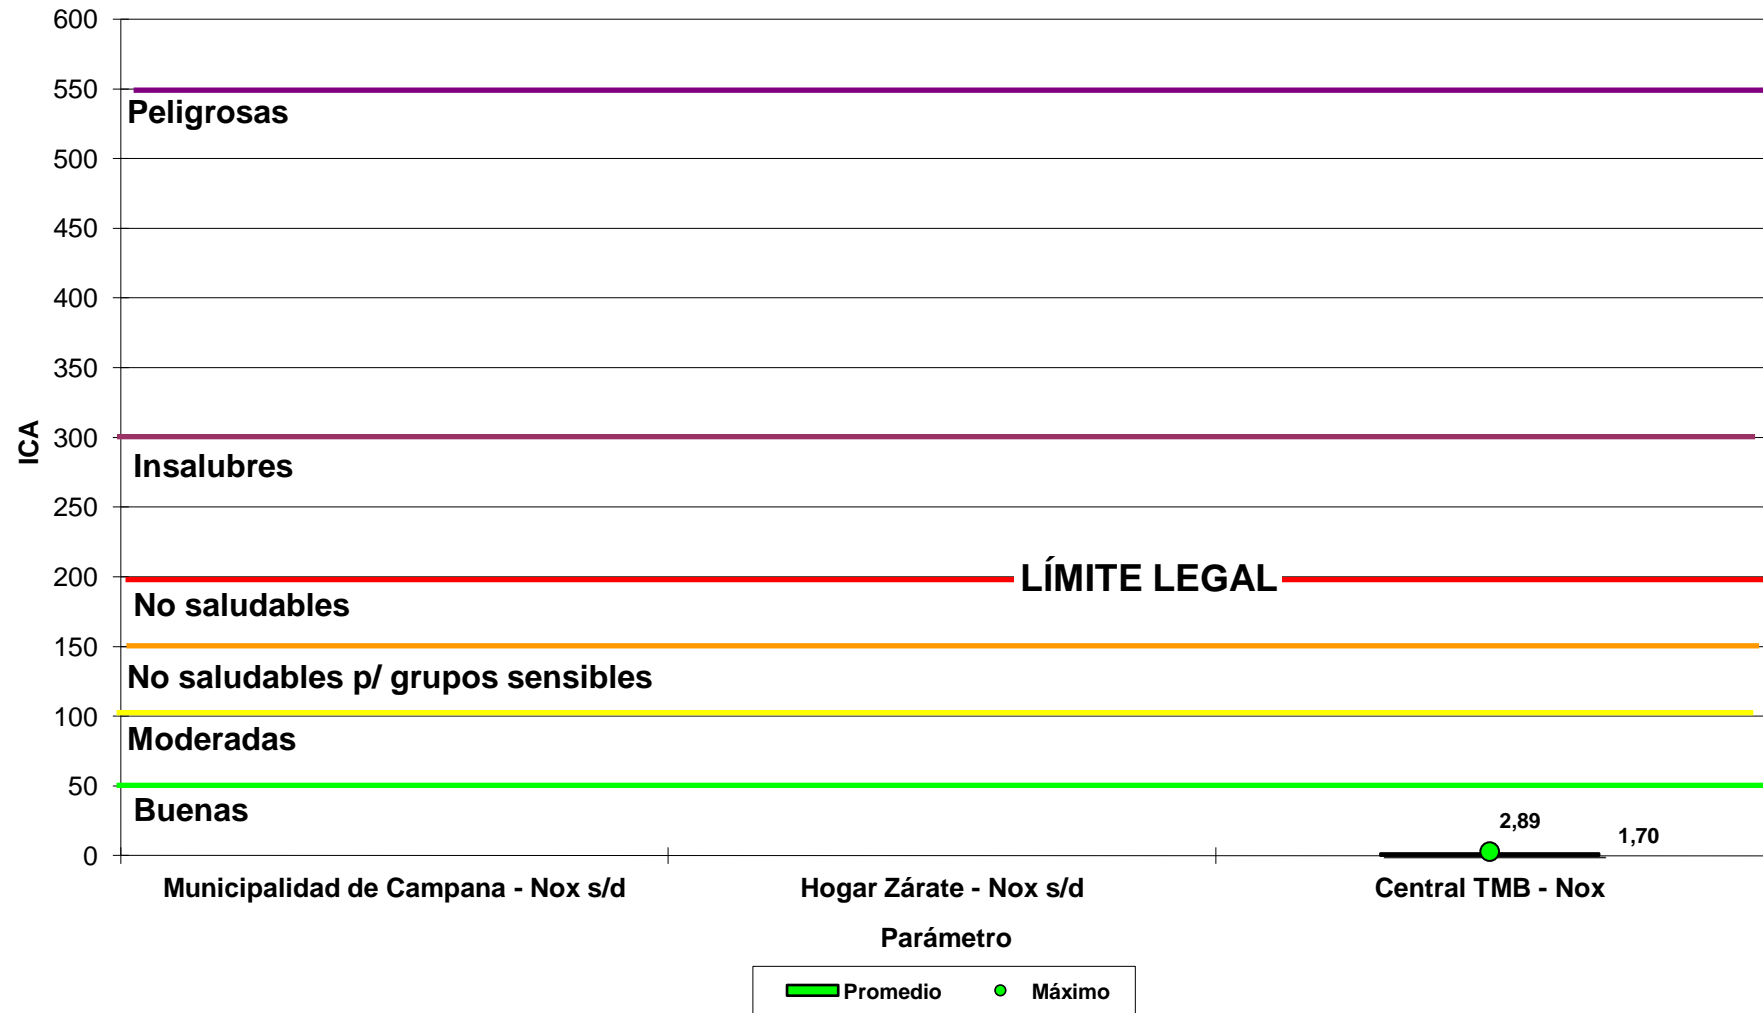 600
550
Peligrosas
500
450
400
350
300
ICA
Insalubres
250
200
LÍMITE LEGAL
No saludables
150
No saludables p/ grupos sensibles
100
Moderadas
50
Buenas
2,89
1,70
0
Municipalidad de Campana - Nox s/d
Hogar Zárate - Nox s/d
Central TMB - Nox
Parámetro
Promedio
Máximo